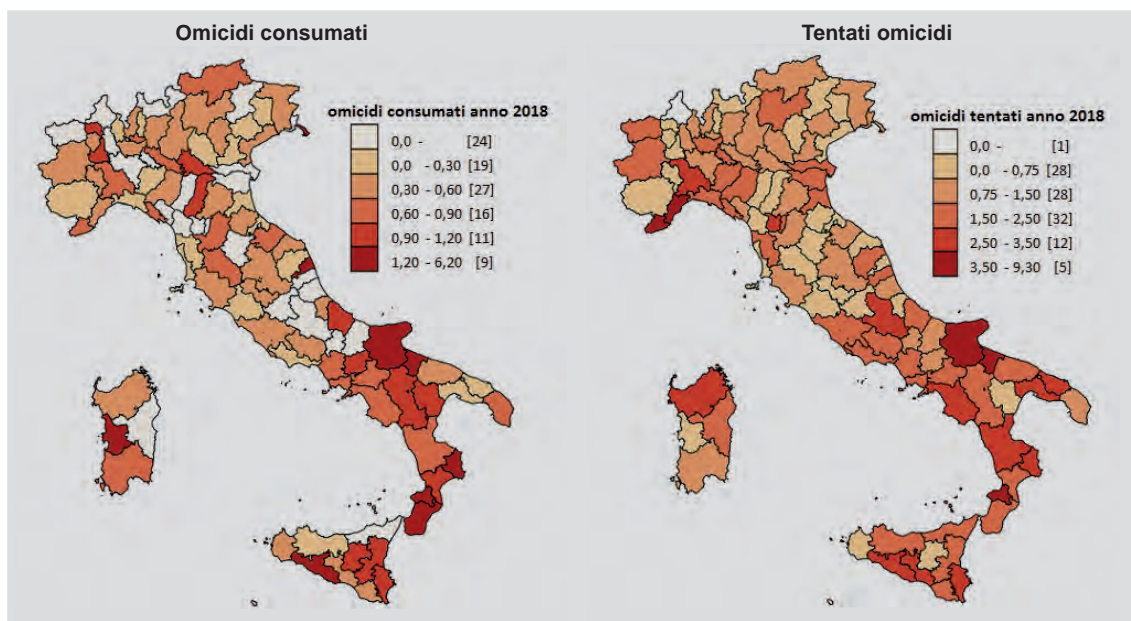 Omicidi consumati
omicidi consumati anno 2018
0,0 - [24]
0,0 - 0,30 [19]
0,30 - 0,60 [27]
0,60 - 0,90 [16]
0,90 - 1,20 [11]
1,20 - 6,20 [9]
Tentati omicidi
omicidi tentati anno 2018
0,0 - [1]
0,0 - 0,75 [28]
0,75 - 1,50 [28]
1,50 - 2,50 [32]
2,50 - 3,50 [12]
3,50 - 9,30 [5]